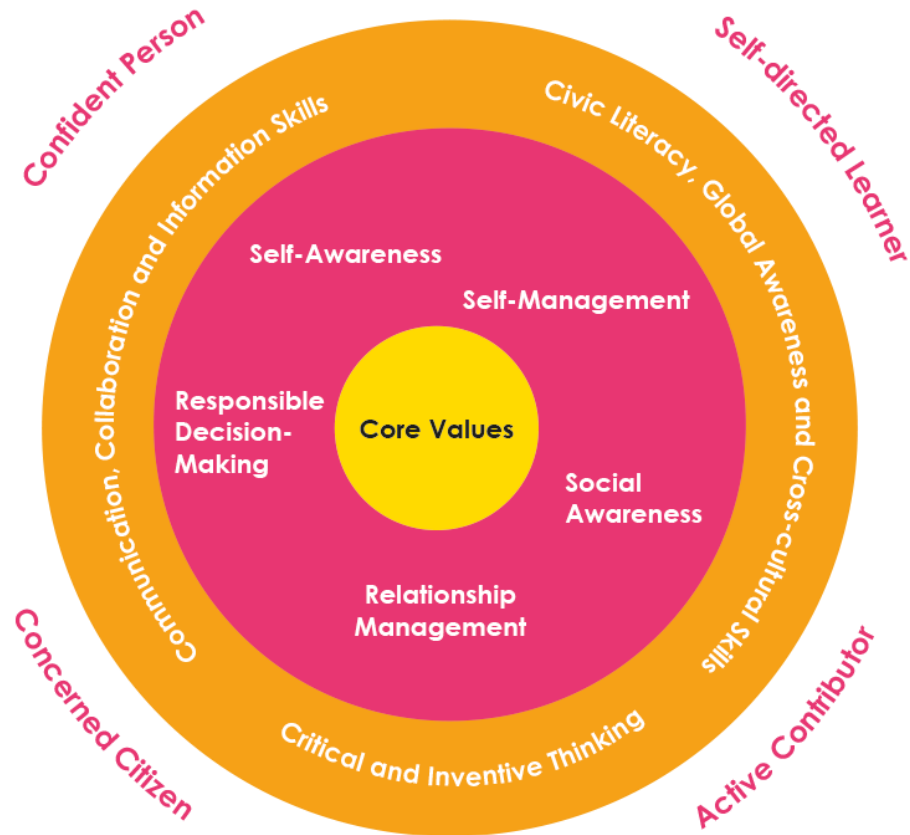 Confident Person
Self-directed Learner
Communication, Collaboration and Information Skills
Civic Literacy, Global Awareness and Cross-cultural Skills
Self-Awareness
Self-Management
Responsible
Decision-
Making
Core Values
Social
Awareness
Relationship
Management
Critical and Inventive Thinking
Concerned Citizen
Active Contributor